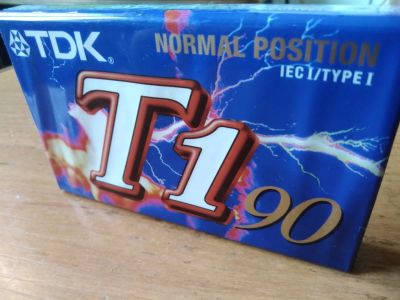 TDK®
NORMAL POSITION
IEC I/TYPE I
T1
90